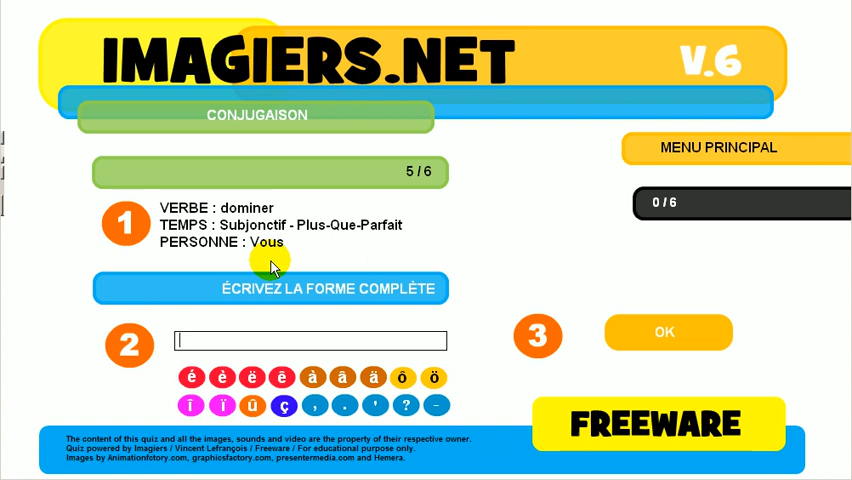 IMAGIERS.NET
V.6
CONJUGAISON
MENU PRINCIPAL
5 / 6
0 / 6
1
VERBE : dominer
TEMPS : Subjonctif - Plus-Que-Parfait
PERSONNE : Vous
ÉCRIVEZ LA FORME COMPLÈTE
2
3
OK
é è ë ē à â ä ô ö
î ï û ç , . ' ? -
FREEWARE
The content of this quiz and all the images, sounds and video are the property of their respective owner.
Quiz powered by Imagiers / Vincent Lefrançois / Freeware / For educational purpose only.
Images by Animationfctory.com, graphicsfactory.com, presentermedia.com and Hemera.